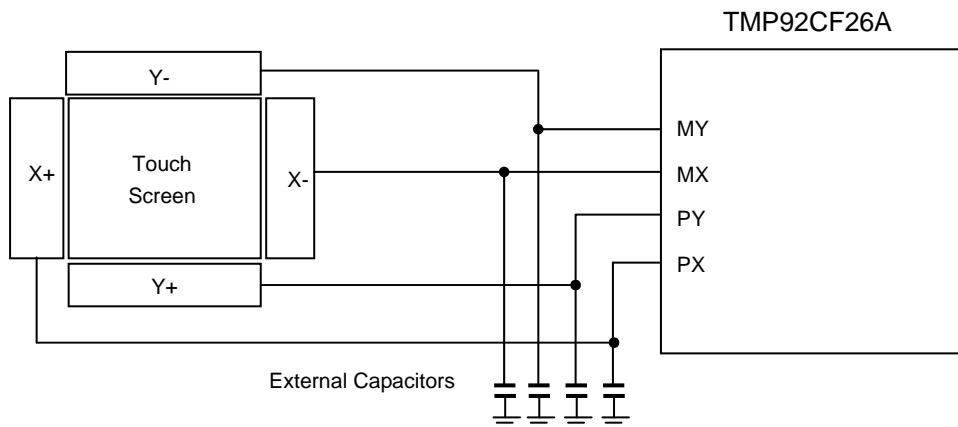 TMP92CF26A
Y-
MY
X+
Touch
Screen
X-
MX
PY
PX
Y+
External Capacitors